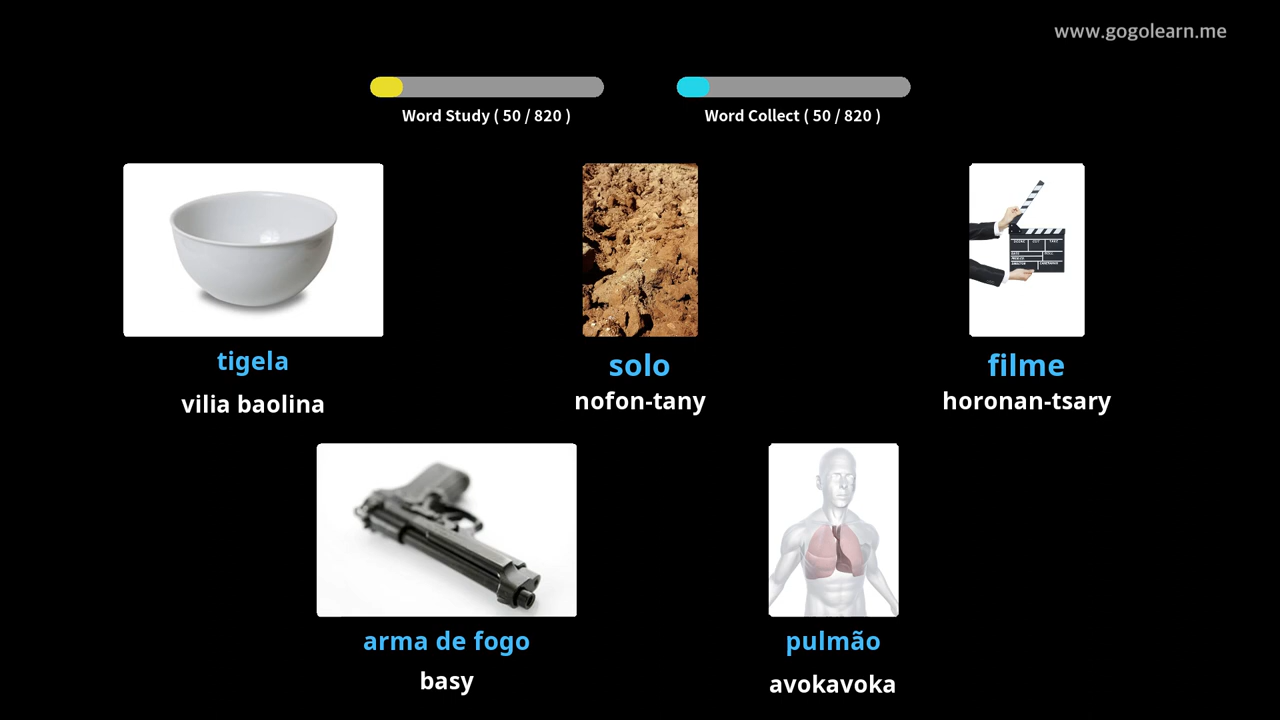 www.gogolearn.me
Word Study ( 50 / 820 )
Word Collect ( 50 / 820 )
tigela
vilia baolina
solo
nofon-tany
filme
horonan-tsary
arma de fogo
basy
pulmão
avokavoka